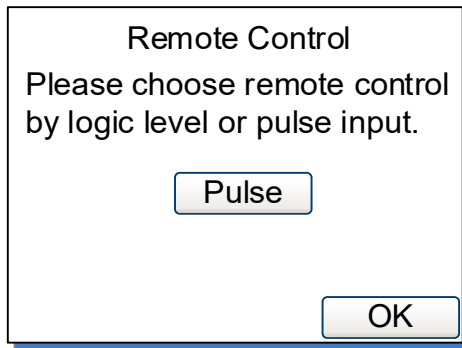 Remote Control
Please choose remote control
by logic level or pulse input.
Pulse
OK